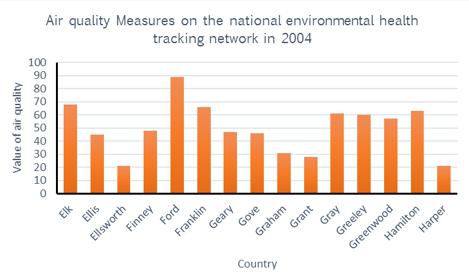 Air quality Measures on the national environmental health
tracking network in 2004
Value of air quality
100
90
80
70
60
50
40
30
20
10
0
Elk
Ellis
Ellsworth
Finney
Ford
Franklin
Geary
Gove
Graham
Grant
Gray
Greeley
Greenwood
Hamilton
Harper
Country